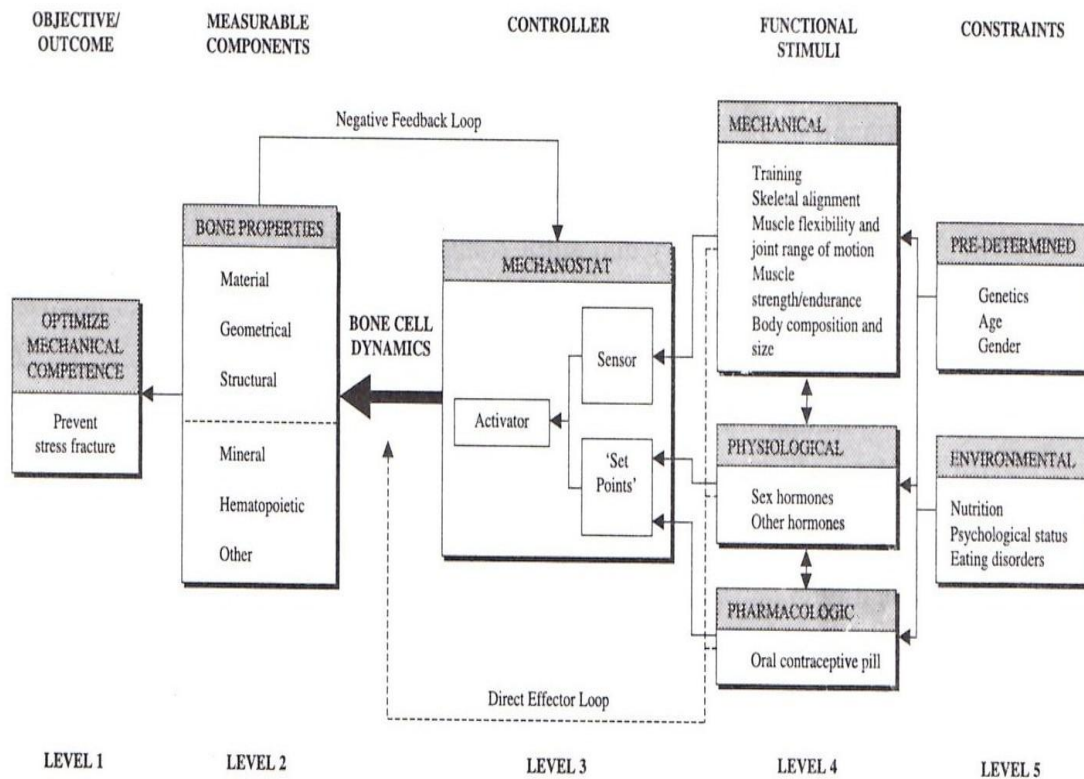 OBJECTIVE/
OUTCOME
MEASURABLE
COMPONENTS
CONTROLLER
FUNCTIONAL
STIMULI
CONSTRAINTS
Negative Feedback Loop
OPTIMIZE
MECHANICAL
COMPETENCE
Prevent
stress fracture
BONE PROPERTIES
Material
Geometrical
Structural
Mineral
Hematopoietic
Other
BONE CELL
DYNAMICS
MECHANOSTAT
Sensor
Activator
'Set
Points'
MECHANICAL
Training
Skeletal alignment
Muscle flexibility and
joint range of motion
Muscle
strength/endurance
Body composition and
size
PHYSIOLOGICAL
Sex hormones
Other hormones
PHARMACOLOGIC
Oral contraceptive pill
PRE-DETERMINED
Genetics
Age
Gender
ENVIRONMENTAL
Nutrition
Psychological status
Eating disorders
Direct Effector Loop
LEVEL 1
LEVEL 2
LEVEL 3
LEVEL 4
LEVEL 5